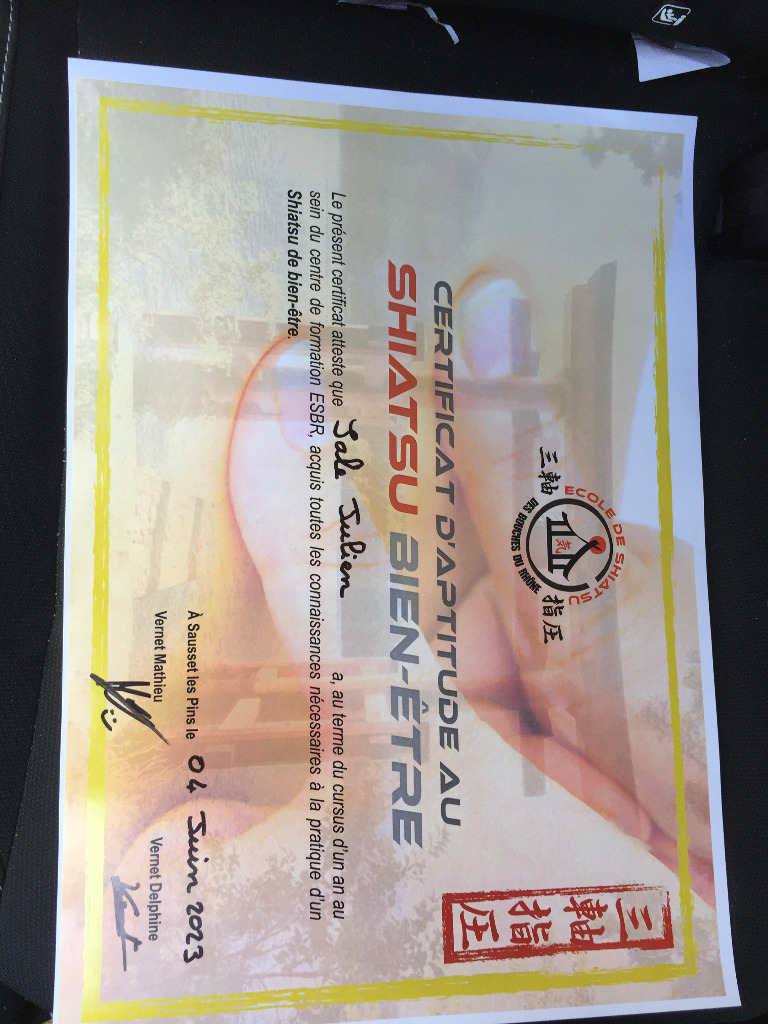 ECOLE DE SHIATSU
DES BOUCHES DU RHÔNE
三軸 気 指圧
三軸
指圧
CERTIFICAT D'APTITUDE AU
SHIATSU BIEN-ÊTRE
Le présent certificat atteste que Jale Julien a, au terme du cursus d'un an au
sein du centre de formation ESBR, acquis toutes les connaissances nécessaires à la pratique d'un
Shiatsu de bien-être.
À Sausset les Pins le 04 Juin 2023
Vernet Mathieu
Vernet Delphine